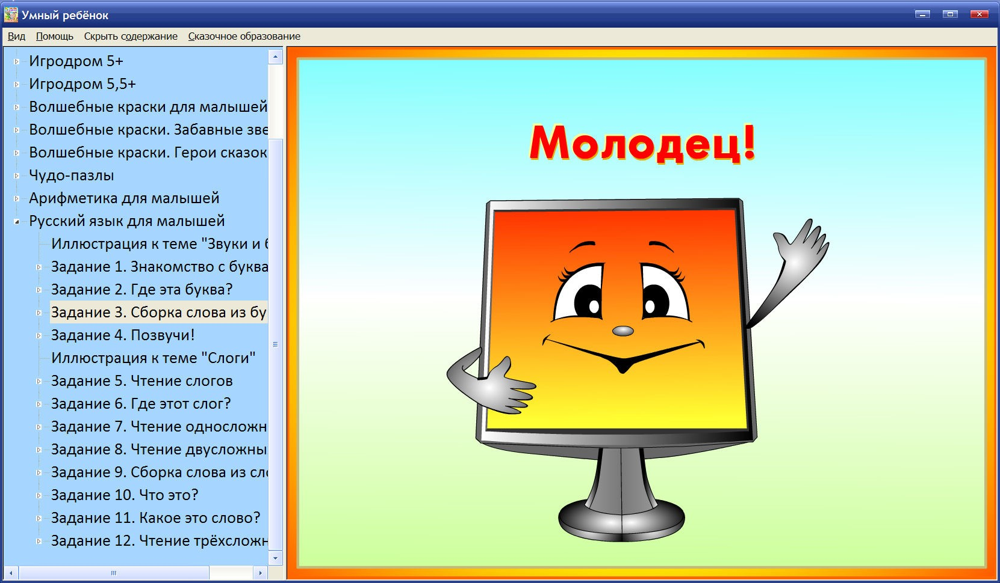 Умный ребёнок
Вид Помощь Скрыть содержание Сказочное образование
Игродром 5+
Игродром 5,5+
Волшебные краски для малышей
Волшебные краски. Забавные зве
Волшебные краски. Герои сказок
Чудо-пазлы
Арифметика для малышей
Русский язык для малышей
Иллюстрация к теме "Звуки и б
Задание 1. Знакомство с буква
Задание 2. Где эта буква?
Задание 3. Сборка слова из бу
Задание 4. Позвучи!
Иллюстрация к теме "Слоги"
Задание 5. Чтение слогов
Задание 6. Где этот слог?
Задание 7. Чтение односложн
Задание 8. Чтение двусложны
Задание 9. Сборка слова из сло
Задание 10. Что это?
Задание 11. Какое это слово?
Задание 12. Чтение трёхсложн
Молодец!